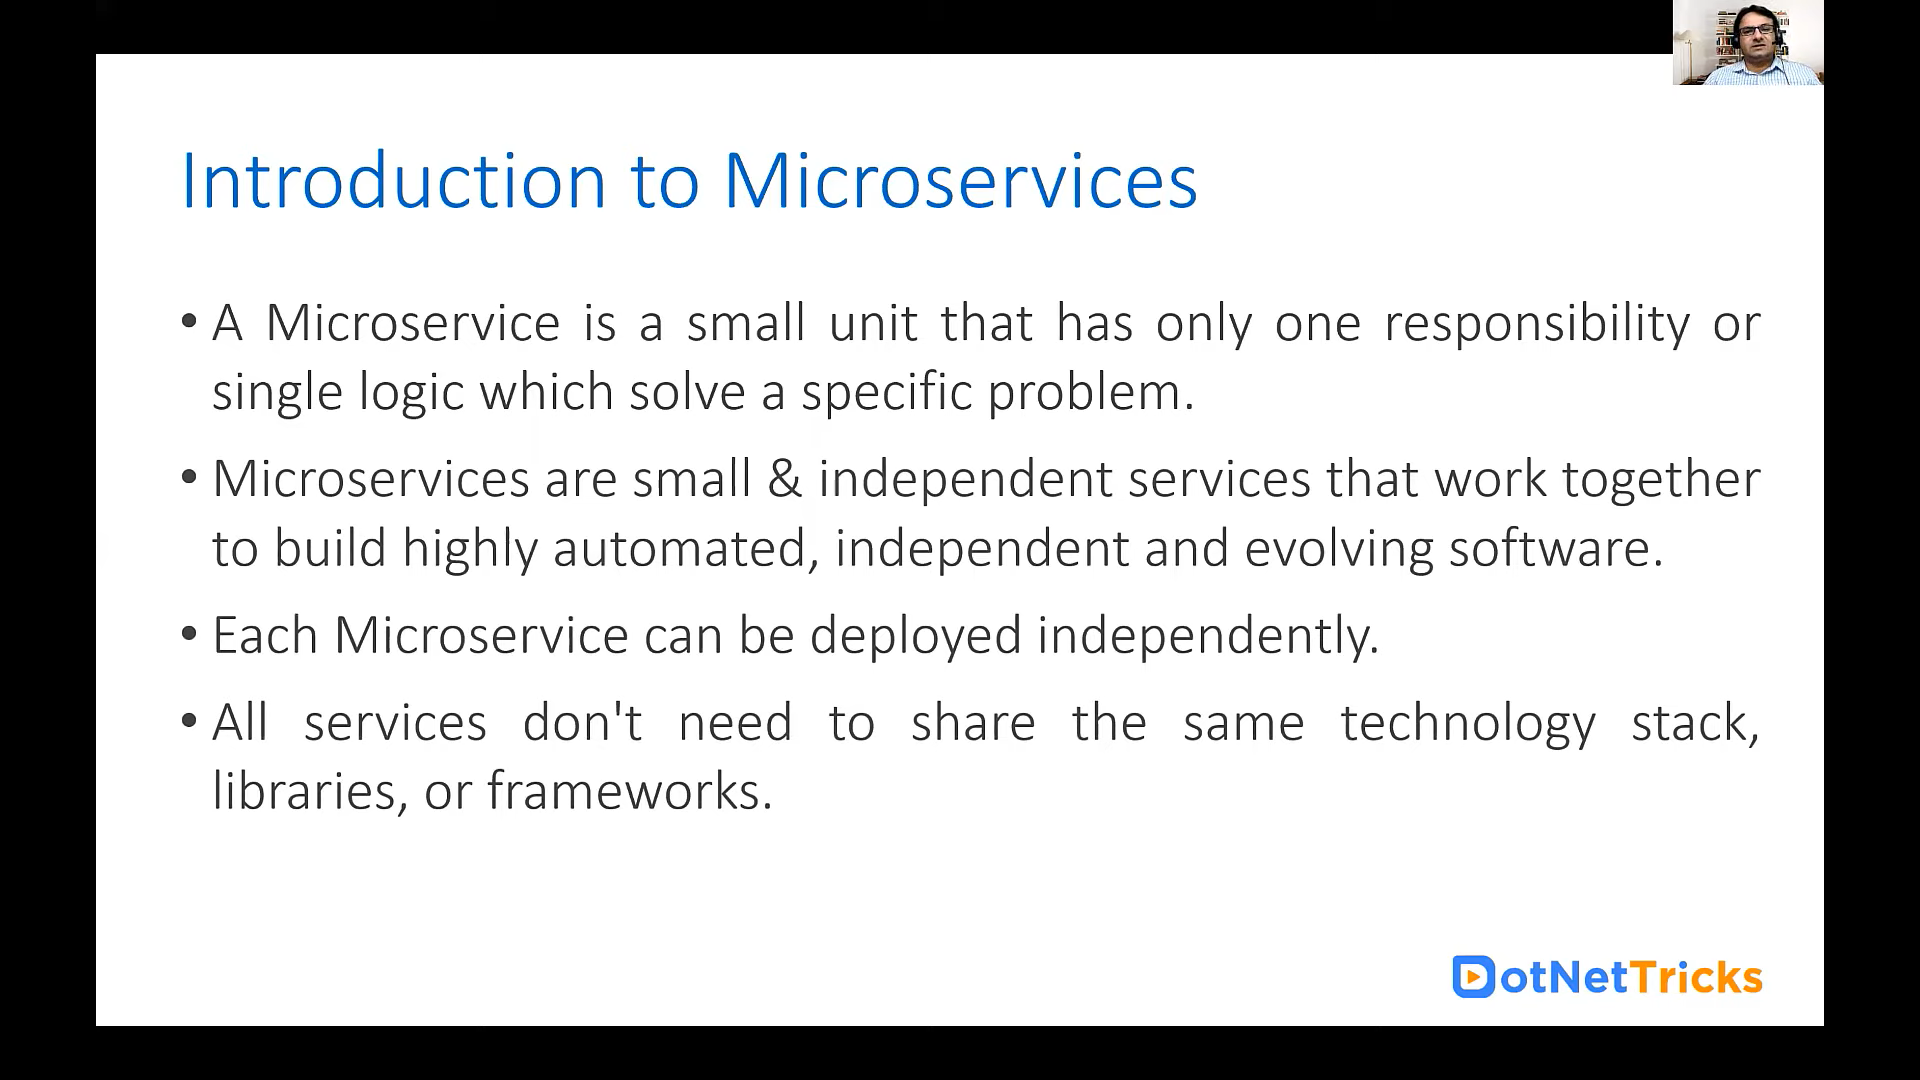 Introduction to Microservices
• A Microservice is a small unit that has only one responsibility or
single logic which solve a specific problem.
• Microservices are small & independent services that work together
to build highly automated, independent and evolving software.
• Each Microservice can be deployed independently.
• All services don't need to share the same technology stack,
libraries, or frameworks.
DotNetTricks